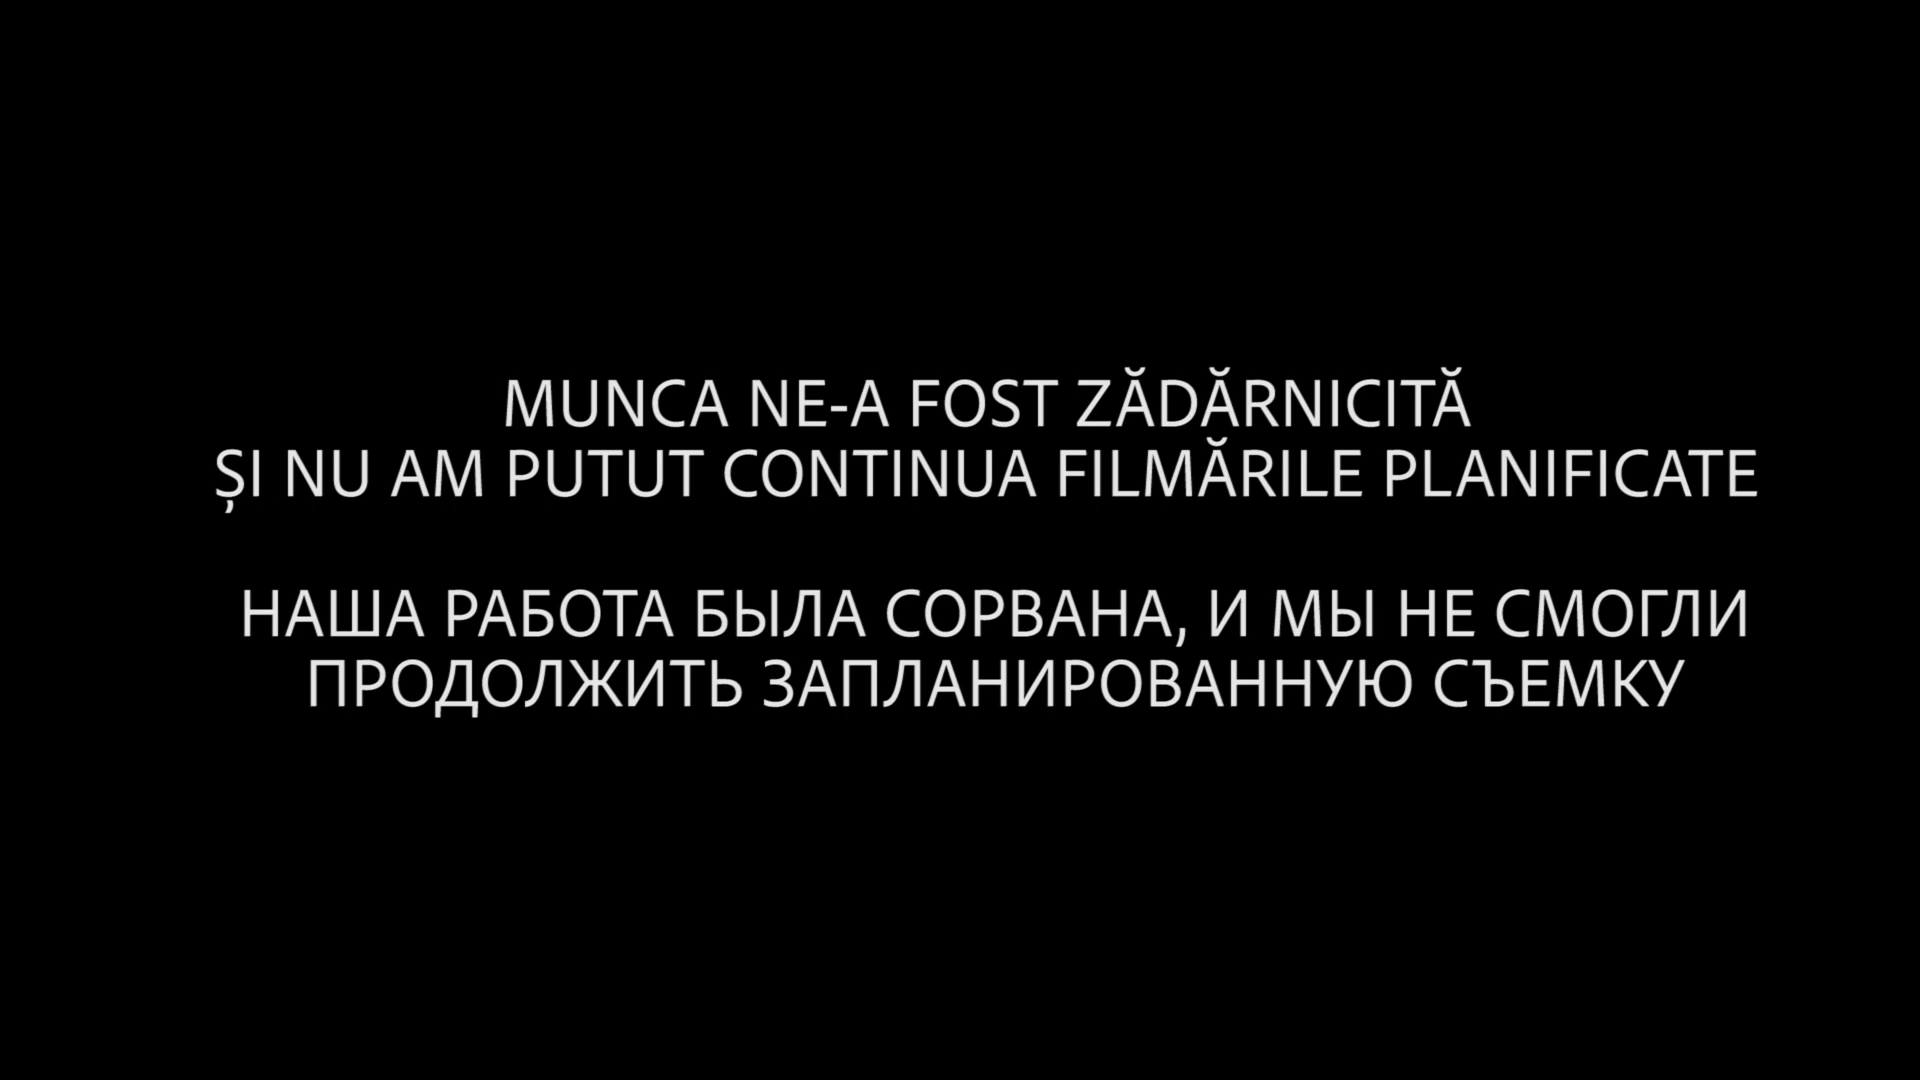 MUNCA NE-A FOST ZĂDĂRNICITĂ
ȘI NU AM PUTUT CONTINUA FILMĂRILE PLANIFICATE
НАША РАБОТА БЫЛА СОРВАНА, И МЫ НЕ СМОГЛИ
ПРОДОЛЖИТЬ ЗАПЛАНИРОВАННУЮ СЪЕМКУ